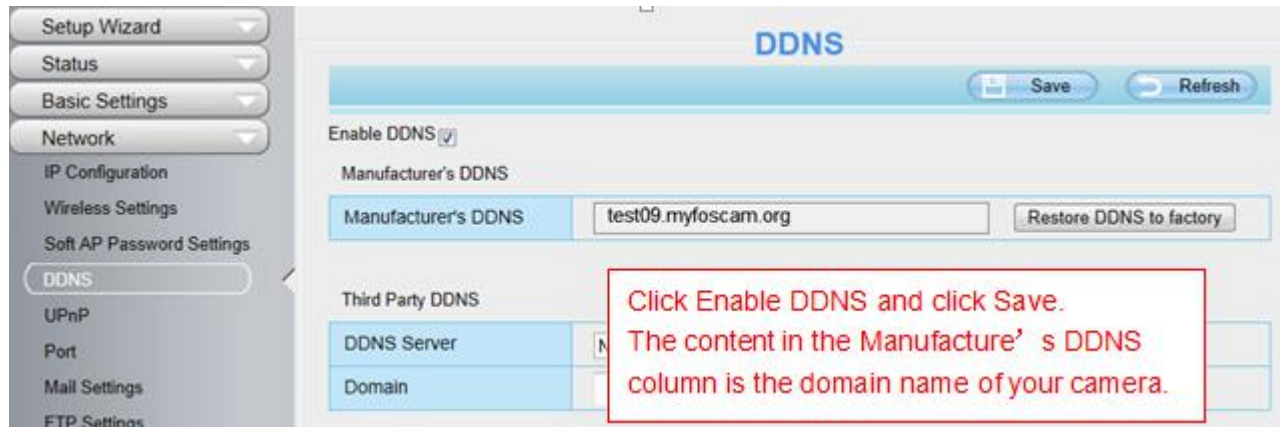 Setup Wizard
Status
Basic Settings
Network
IP Configuration
Wireless Settings
Soft AP Password Settings
DDNS
UPnP
Port
Mail Settings
FTP Settings
DDNS
Save Refresh
Enable DDNS
Manufacturer's DDNS
Manufacturer's DDNS test09.myfoscam.org Restore DDNS to factory
Third Party DDNS
DDNS Server
Domain
Click Enable DDNS and click Save.
The content in the Manufacture’ s DDNS
column is the domain name of your camera.